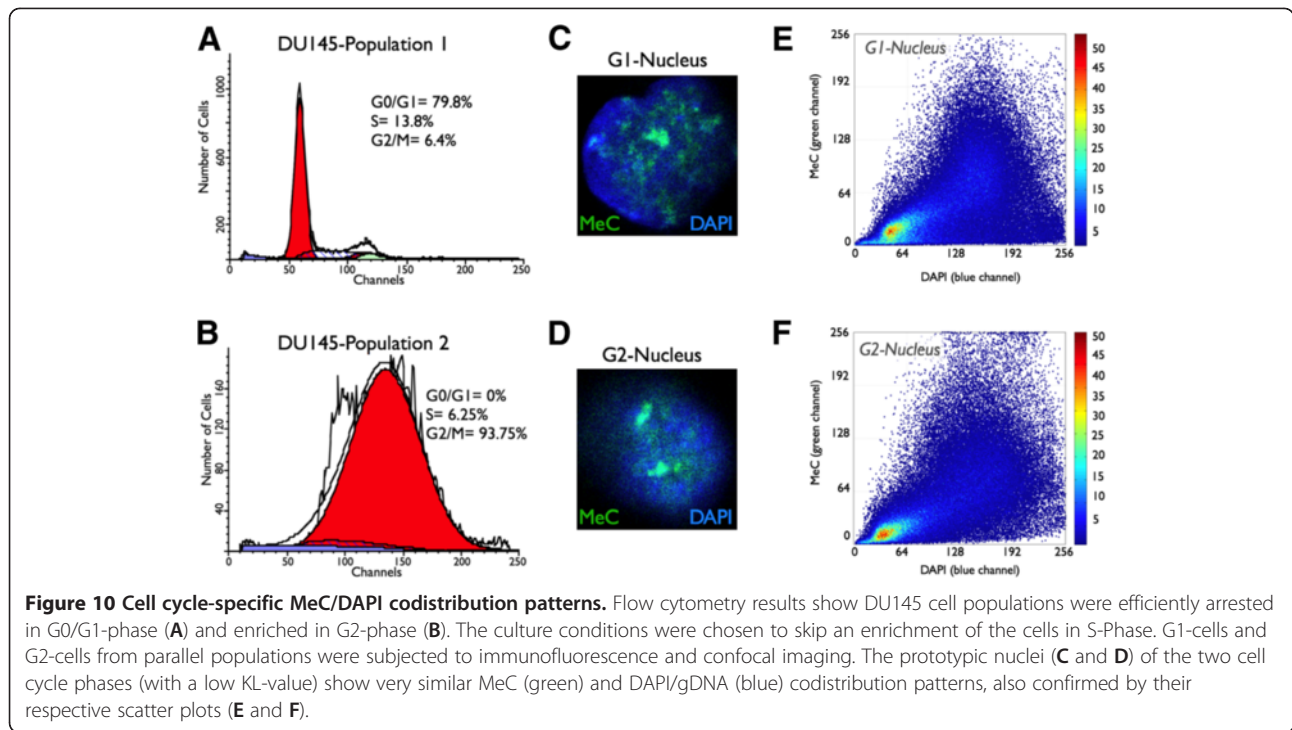 A
DU145-Population 1
Number of Cells
1000
600
200
G0/G1= 79.8%
S= 13.8%
G2/M= 6.4%
0 50 100 150 200 250
Channels
C
G1-Nucleus
MeC DAPI
E
G1-Nucleus
MeC (green channel)
256
192
128
64
0
0 64 128 192 256
DAPI (blue channel)
50
45
40
35
30
25
20
15
10
5
B
DU145-Population 2
Number of Cells
160
120
80
40
G0/G1= 0%
S= 6.25%
G2/M= 93.75%
0 50 100 150 200 250
Channels
D
G2-Nucleus
MeC DAPI
F
G2-Nucleus
MeC (green channel)
256
192
128
64
0
0 64 128 192 256
DAPI (blue channel)
50
45
40
35
30
25
20
15
10
5
Figure 10 Cell cycle-specific MeC/DAPI codistribution patterns. Flow cytometry results show DU145 cell populations were efficiently arrested
in G0/G1-phase (A) and enriched in G2-phase (B). The culture conditions were chosen to skip an enrichment of the cells in S-Phase. G1-cells and
G2-cells from parallel populations were subjected to immunofluorescence and confocal imaging. The prototypic nuclei (C and D) of the two cell
cycle phases (with a low KL-value) show very similar MeC (green) and DAPI/gDNA (blue) codistribution patterns, also confirmed by their
respective scatter plots (E and F).